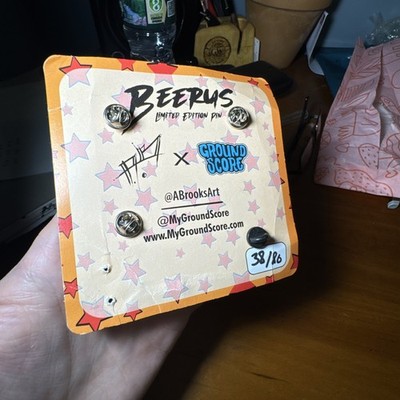 BEERUS
LIMITED EDITION PIN
X
GROUND
SCORE
@ABrooksArt
@MyGroundScore
www.MyGroundScore.com
38/80